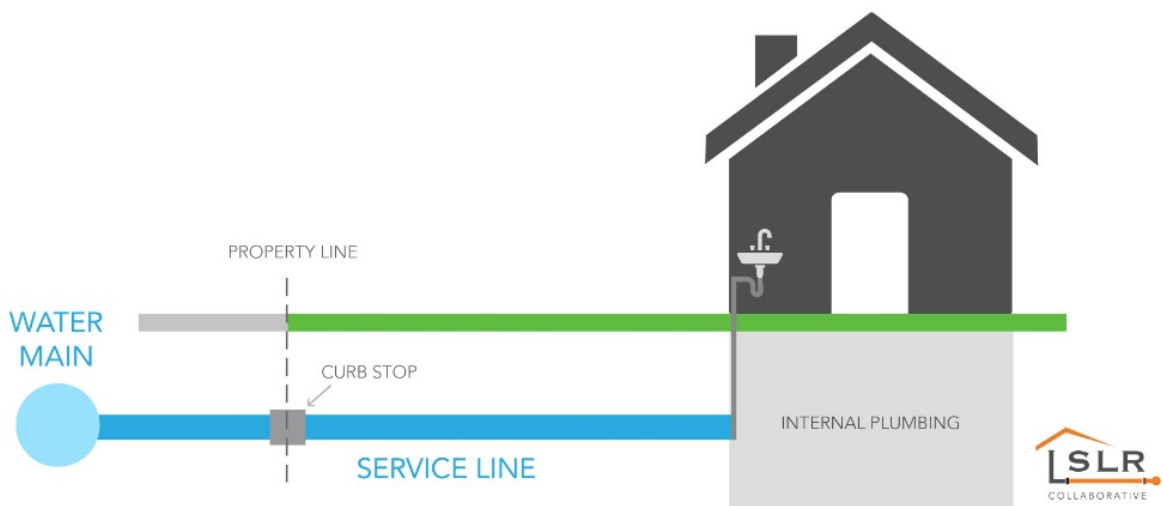 PROPERTY LINE
WATER
MAIN
CURB STOP
SERVICE LINE
INTERNAL PLUMBING
LSLR
COLLABORATIVE